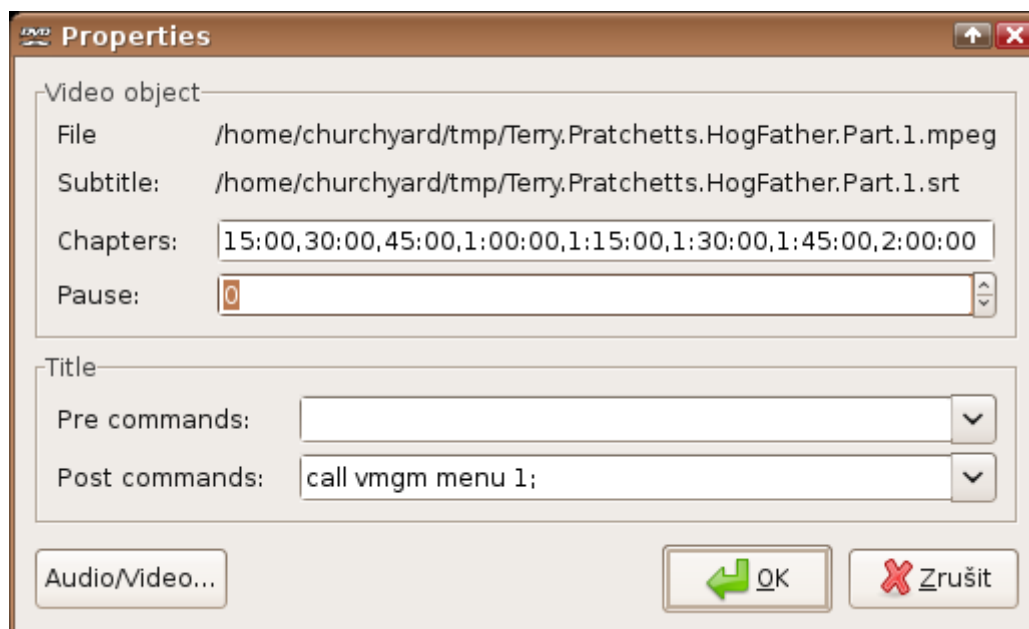 DVD Properties
Video object
File /home/churchyard/tmp/Terry.Pratchetts.HogFather.Part.1.mpeg
Subtitle: /home/churchyard/tmp/Terry.Pratchetts.HogFather.Part.1.srt
Chapters: 15:00,30:00,45:00,1:00:00,1:15:00,1:30:00,1:45:00,2:00:00
Pause: 0
Title
Pre commands:
Post commands: call vmgm menu 1;
Audio/Video... OK Zrušit